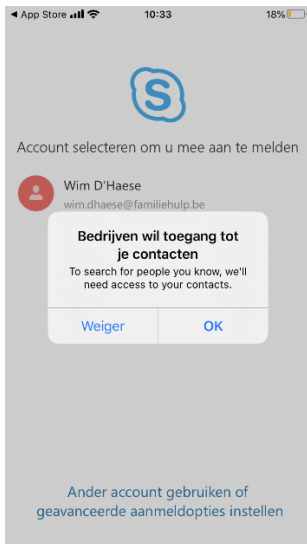 App Store 10:33 18%
S
Account selecteren om u mee aan te melden
Wim D'Haese
wim.dhaese@familiehulp.be
Bedrijven wil toegang tot
je contacten
To search for people you know, we'll
need access to your contacts.
Weiger OK
Ander account gebruiken of
geavanceerde aanmeldopties instellen